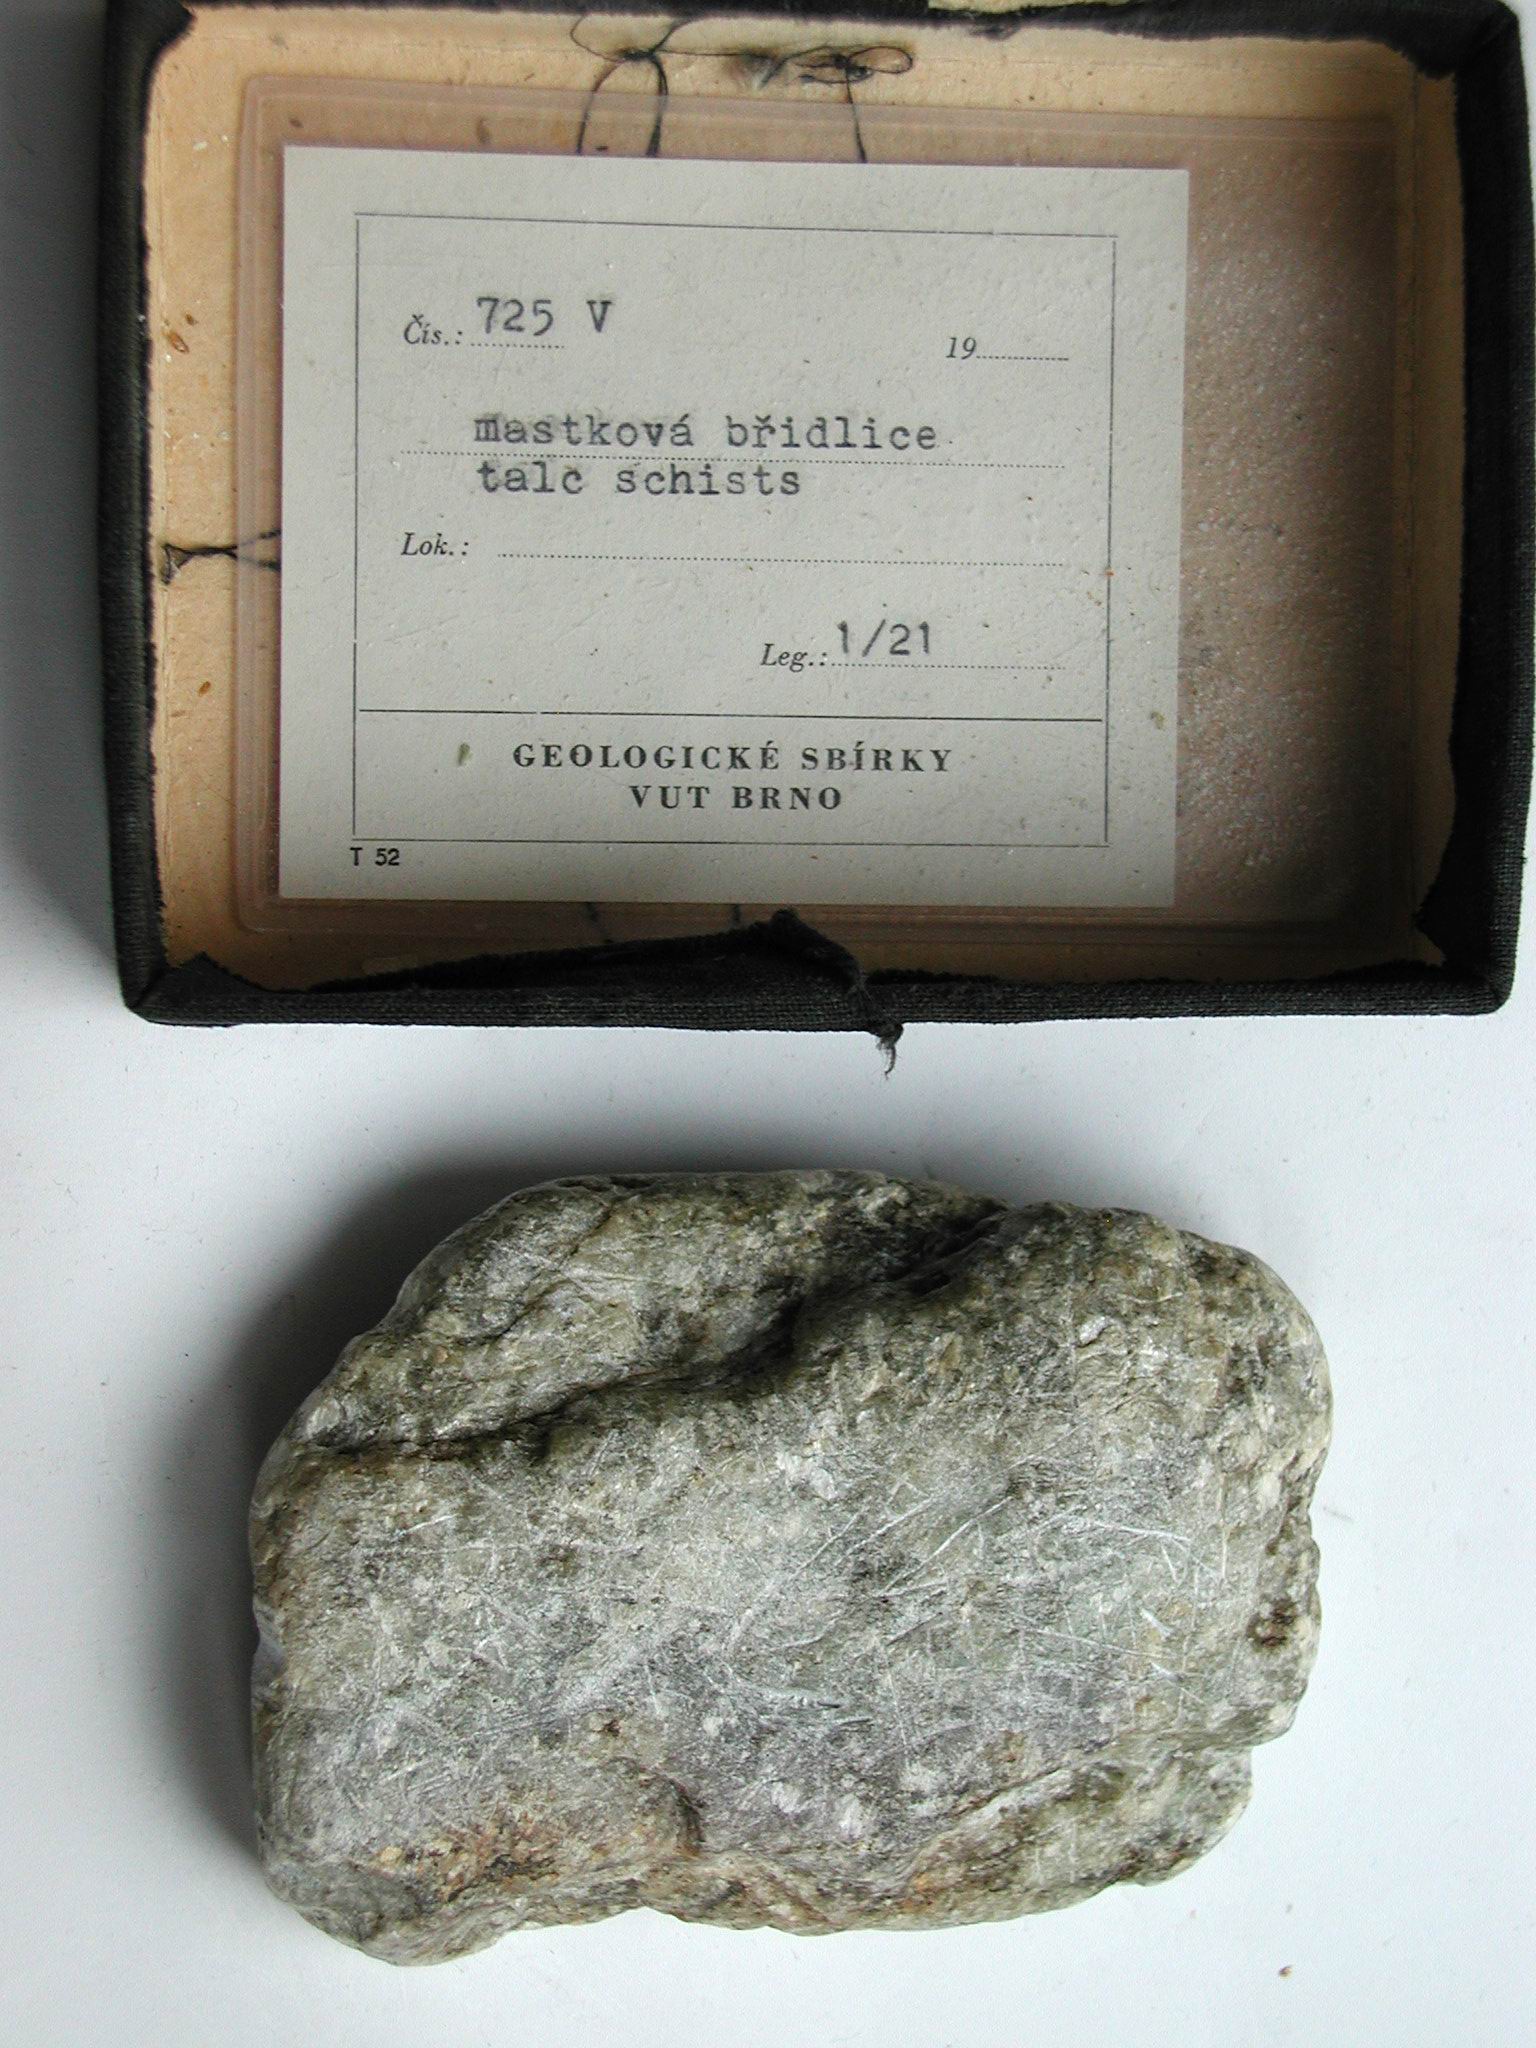 Čís.: 725 V 19
mastková břidlice
talc schists
Lok.:
Leg.: 1/21
GEOLOGICKÉ SBÍRKY
VUT BRNO
T 52